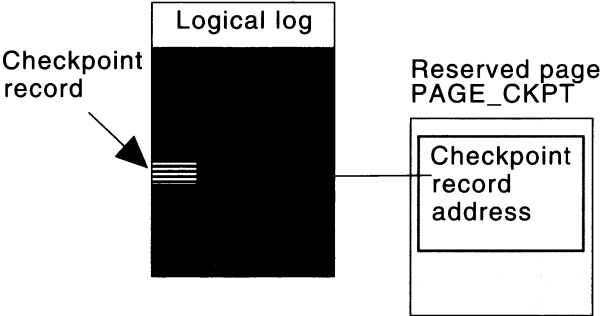 Logical log
Checkpoint
record
Reserved page
PAGE_CKPT
Checkpoint
record
address